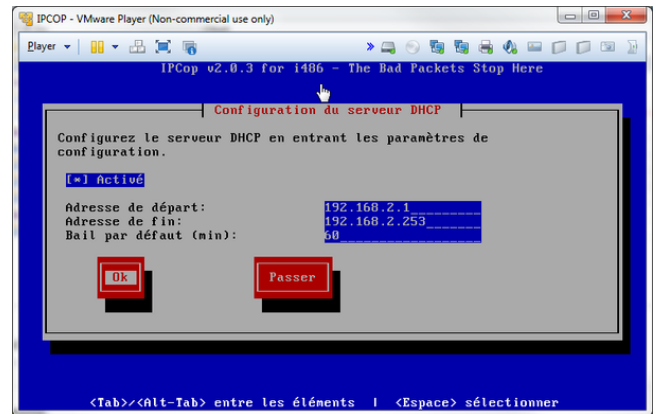 IPCOP - VMware Player (Non-commercial use only)
Player
IPCop v2.0.3 for i486 - The Bad Packets Stop Here
Configuration du serveur DHCP
Configurez le serveur DHCP en entrant les paramètres de
configuration.
[*] Activé
Adresse de départ: 192.168.2.1
Adresse de fin: 192.168.2.253
Bail par défaut (min): 60
Ok Passer
<Tab>/<Alt-Tab> entre les éléments | <Espace> sélectionner